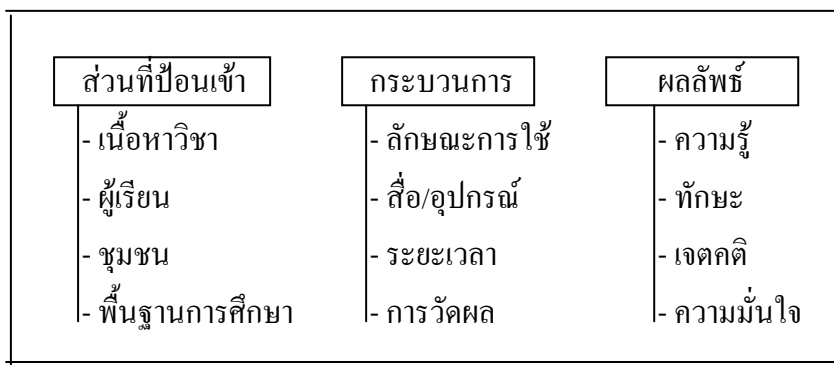 ส่วนที่ป้อนเข้า
- เนื้อหาวิชา
- ผู้เรียน
- ชุมชน
- พื้นฐานการศึกษา
กระบวนการ
- ลักษณะการใช้
- สื่อ/อุปกรณ์
- ระยะเวลา
- การวัดผล
ผลลัพธ์
- ความรู้
- ทักษะ
- เจตคติ
- ความมั่นใจ